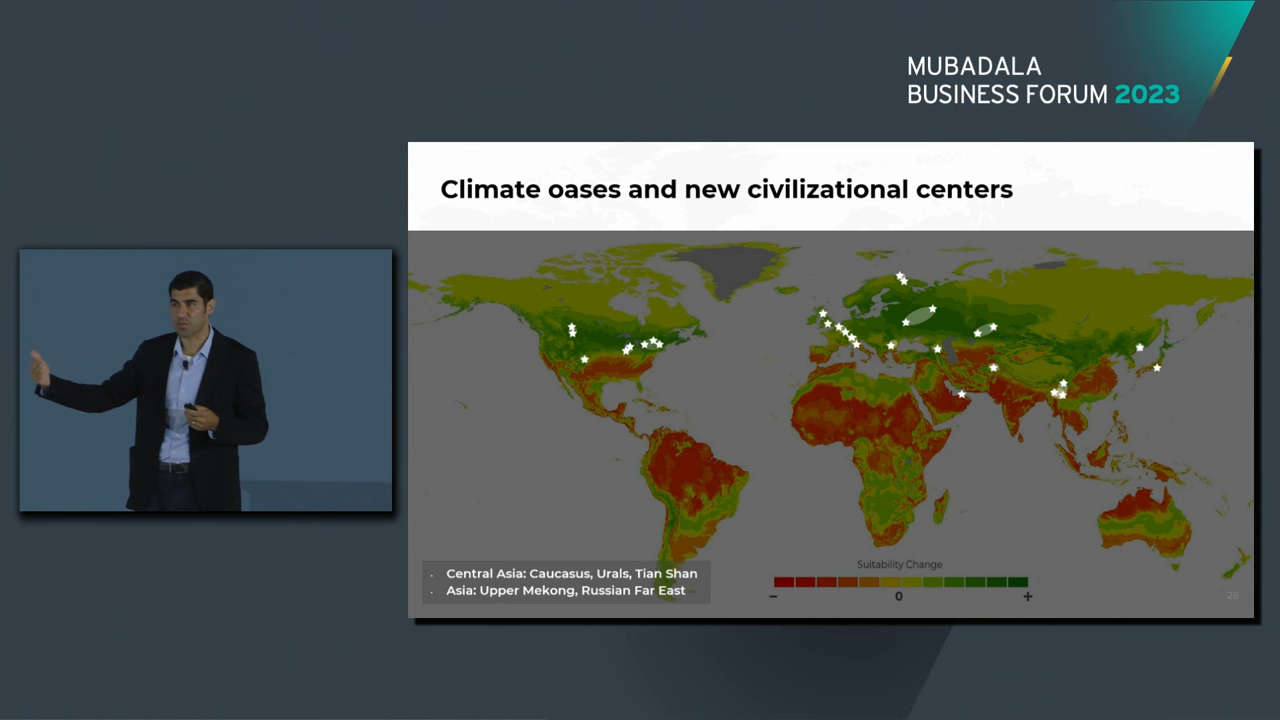 MUBADALA
BUSINESS FORUM 2023
Climate oases and new civilizational centers
· Central Asia: Caucasus, Urals, Tian Shan
· Asia: Upper Mekong, Russian Far East
Suitability Change
− 0 +
28